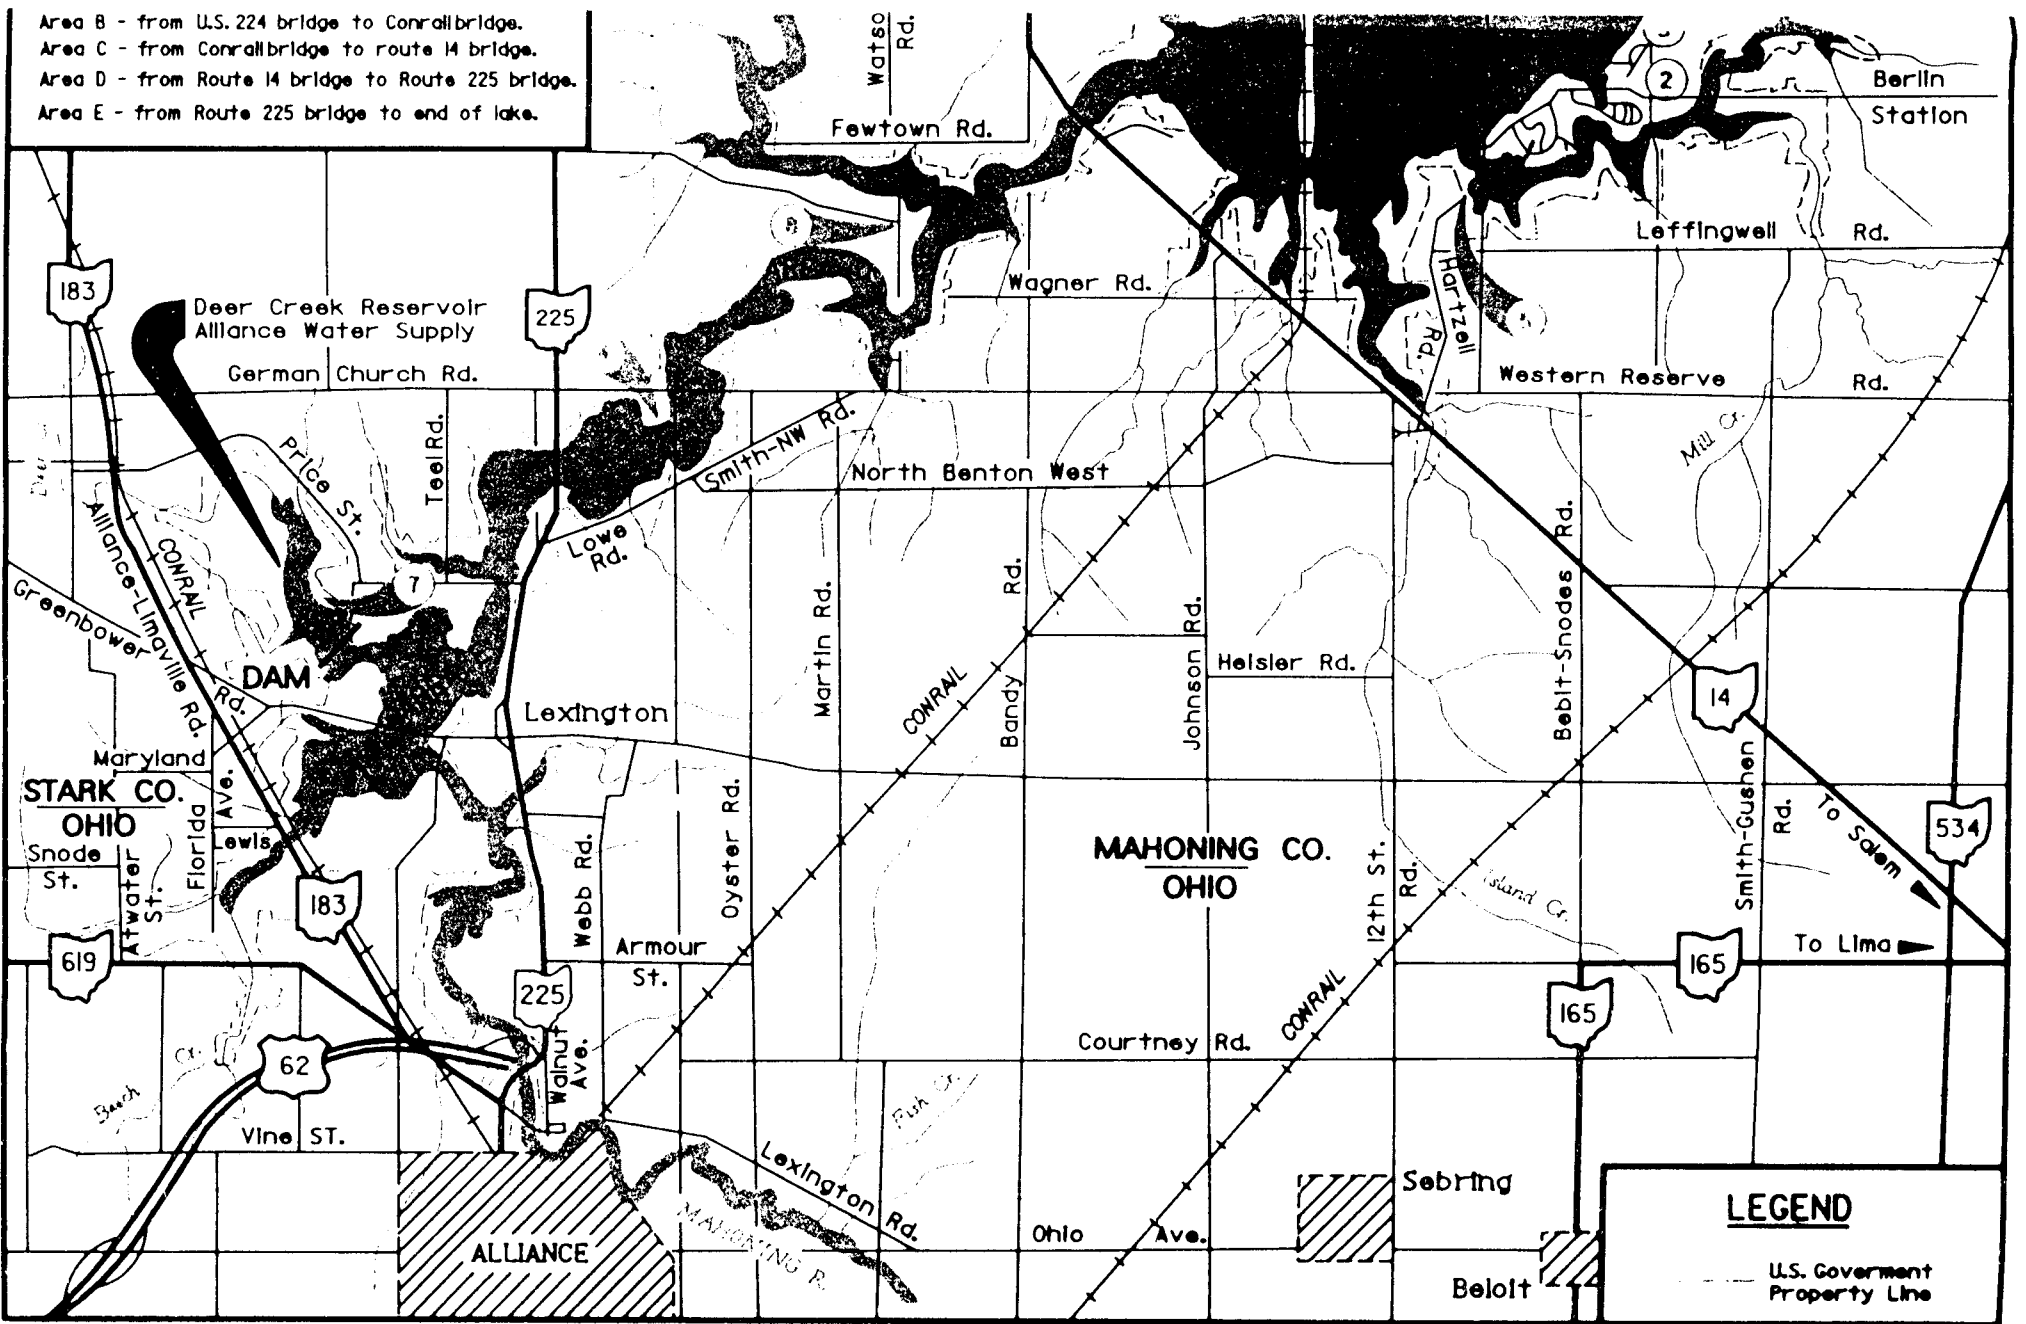 Area B - from U.S. 224 bridge to Conrail bridge.
Area C - from Conrail bridge to route 14 bridge.
Area D - from Route 14 bridge to Route 225 bridge.
Area E - from Route 225 bridge to end of lake.
Watso
Rd.
2
Berlin
Station
Fewtown Rd.
Leffingwell Rd.
183
Deer Creek Reservoir
Alliance Water Supply
225
Wagner Rd.
Hartzell
Rd.
German Church Rd.
Western Reserve Rd.
Price St.
Teel Rd.
Smith-NW Rd.
North Benton West
Mill Cr.
Lowe
Rd.
CONRAIL
Alliance-Limaville Rd.
Greenbower Rd.
7
DAM
Lexington
Martin Rd.
CONRAIL
Bandy Rd.
Johnson Rd.
Heisler Rd.
Bebit-Snodes Rd.
14
Maryland
STARK CO.
OHIO
Florida
Ave.
Lewis
Snode
St.
Atwater
St.
Webb Rd.
Oyster Rd.
MAHONING CO.
OHIO
12th St.
Rd.
Island Cr.
Smith-Gushen
Rd.
To Salem
534
183
619
Armour
St.
165
To Lima
225
165
CONRAIL
Courtney Rd.
Walnut
Ave.
62
Cr.
Beech
Fish Cr.
Vine ST.
Lexington Rd.
MAHONING R.
ALLIANCE
Ohio Ave.
Sebring
Beloit
LEGEND
U.S. Goverment
Property Line